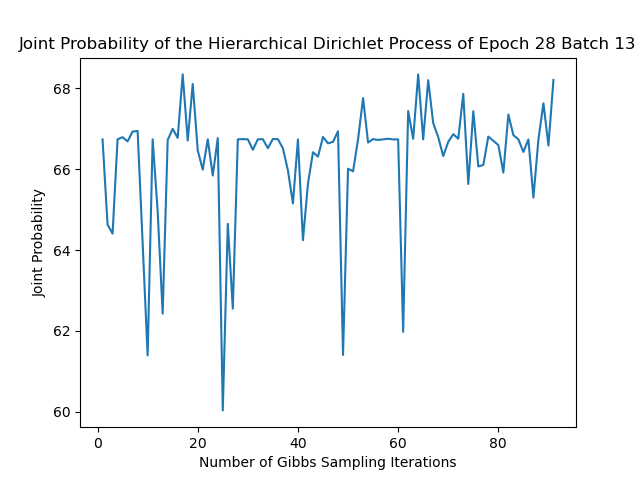 Joint Probability of the Hierarchical Dirichlet Process of Epoch 28 Batch 13
68
66
64
62
60
Joint Probability
0 20 40 60 80
Number of Gibbs Sampling Iterations